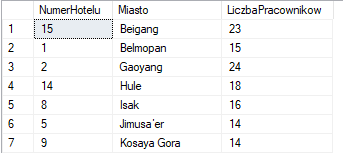 NumerHotelu Miasto LiczbaPracownikow
1 15 Beigang 23
2 1 Belmopan 15
3 2 Gaoyang 24
4 14 Hule 18
5 8 Isak 16
6 5 Jimusa'er 14
7 9 Kosaya Gora 14